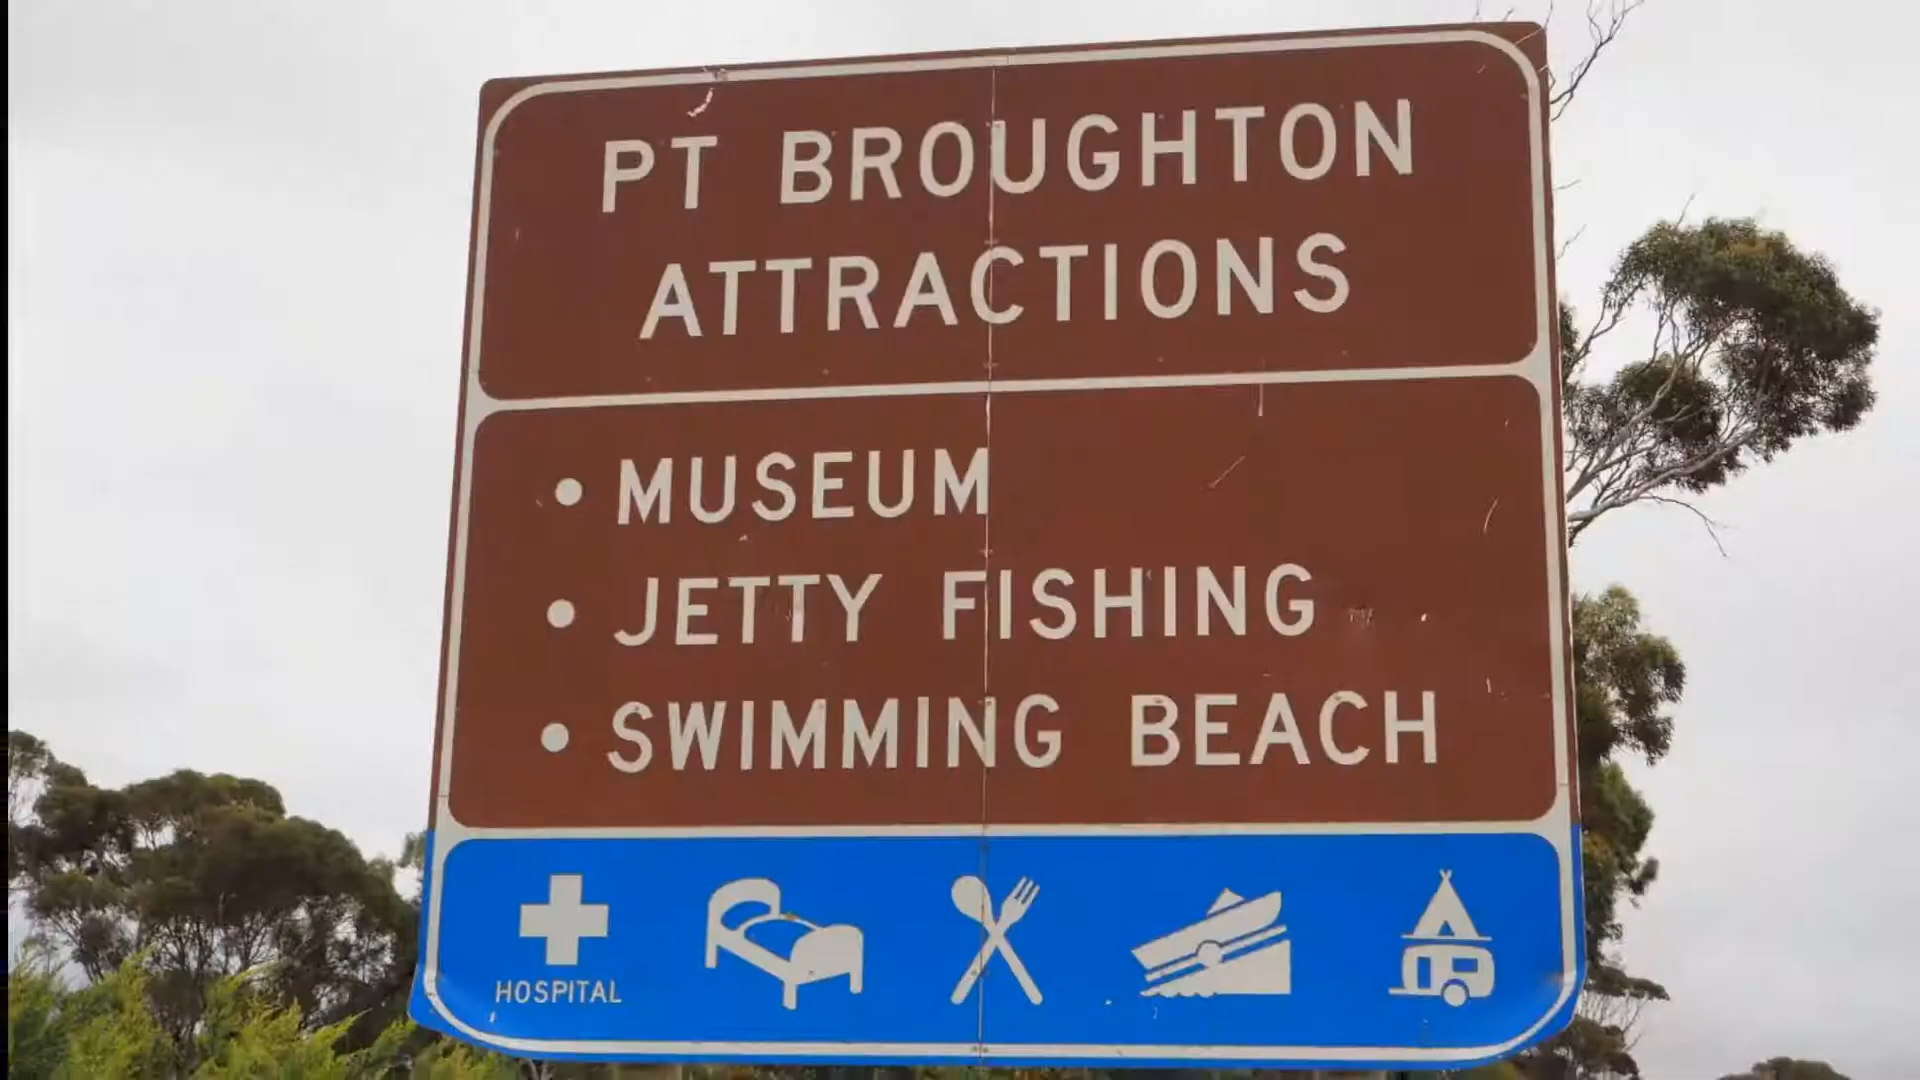 PT BROUGHTON
ATTRACTIONS
• MUSEUM
• JETTY FISHING
• SWIMMING BEACH
HOSPITAL